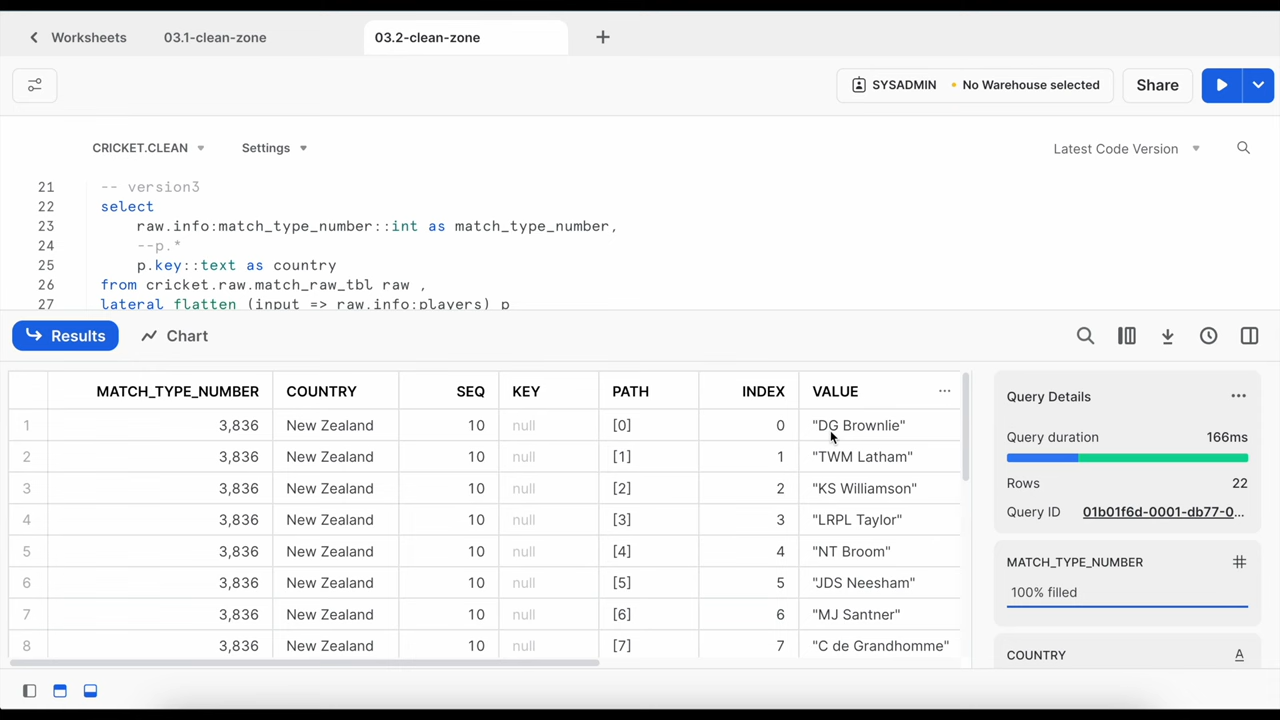 Worksheets 03.1-clean-zone 03.2-clean-zone
SYSADMIN No Warehouse selected Share
CRICKET.CLEAN Settings Latest Code Version
21 -- version3
22 select
23 raw.info:match_type_number::int as match_type_number,
24 --p.*
25 p.key::text as country
26 from cricket.raw.match_raw_tbl raw ,
27 lateral flatten (input => raw.info:players) p
Results Chart
MATCH_TYPE_NUMBER COUNTRY SEQ KEY PATH INDEX VALUE ...
1 3,836 New Zealand 10 null [0] 0 "DG Brownlie"
2 3,836 New Zealand 10 null [1] 1 "TWM Latham"
3 3,836 New Zealand 10 null [2] 2 "KS Williamson"
4 3,836 New Zealand 10 null [3] 3 "LRPL Taylor"
5 3,836 New Zealand 10 null [4] 4 "NT Broom"
6 3,836 New Zealand 10 null [5] 5 "JDS Neesham"
7 3,836 New Zealand 10 null [6] 6 "MJ Santner"
8 3,836 New Zealand 10 null [7] 7 "C de Grandhomme"
Query Details ...
Query duration 166ms
Rows 22
Query ID 01b01f6d-0001-db77-0...
MATCH_TYPE_NUMBER #
100% filled
COUNTRY A